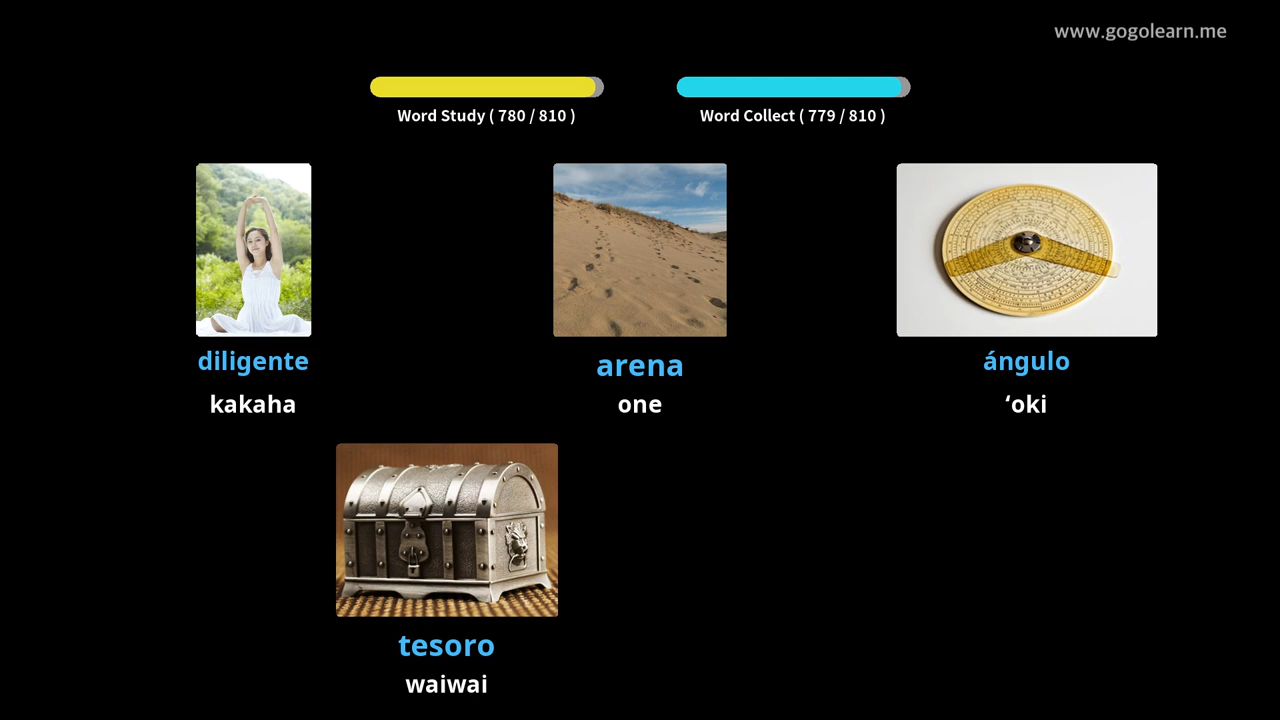 www.gogolearn.me
Word Study ( 780 / 810 )
Word Collect ( 779 / 810 )
diligente
arena
ángulo
kakaha
one
ʻoki
tesoro
waiwai